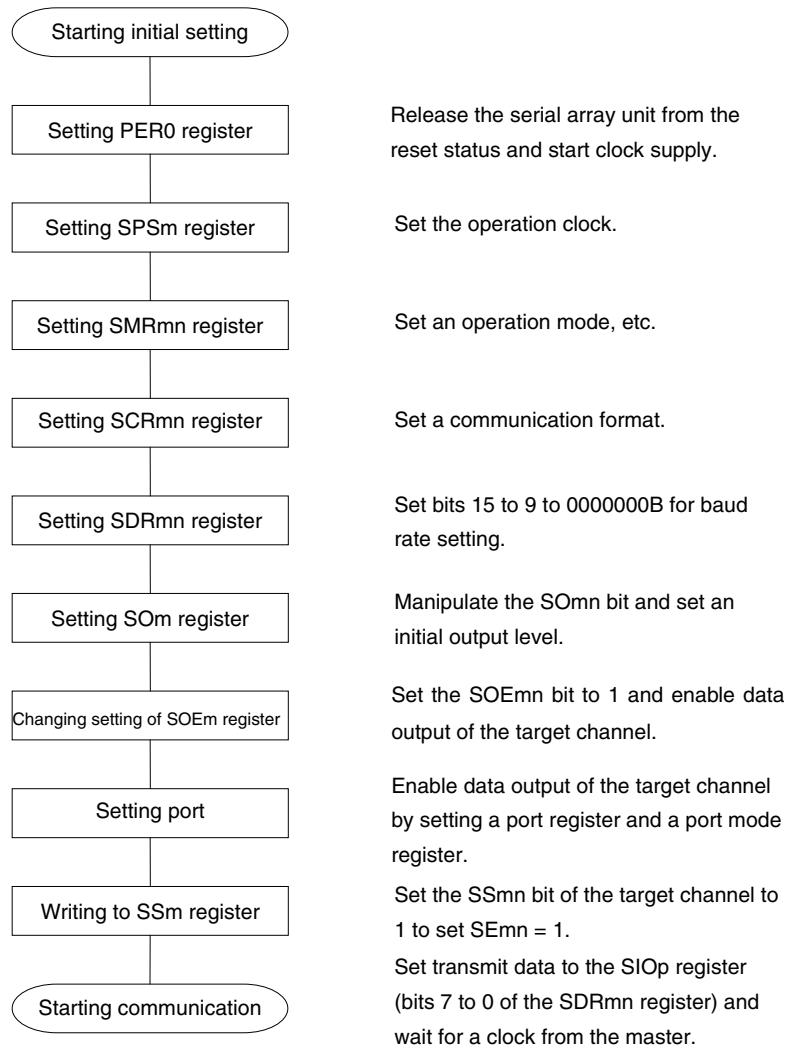 Starting initial setting
Setting PER0 register
Release the serial array unit from the
reset status and start clock supply.
Setting SPSm register
Set the operation clock.
Setting SMRmn register
Set an operation mode, etc.
Setting SCRmn register
Set a communication format.
Setting SDRmn register
Set bits 15 to 9 to 0000000B for baud
rate setting.
Setting SOm register
Manipulate the SOmn bit and set an
initial output level.
Changing setting of SOEm register
Set the SOEmn bit to 1 and enable data
output of the target channel.
Setting port
Enable data output of the target channel
by setting a port register and a port mode
register.
Writing to SSm register
Set the SSmn bit of the target channel to
1 to set SEmn = 1.
Starting communication
Set transmit data to the SIOp register
(bits 7 to 0 of the SDRmn register) and
wait for a clock from the master.